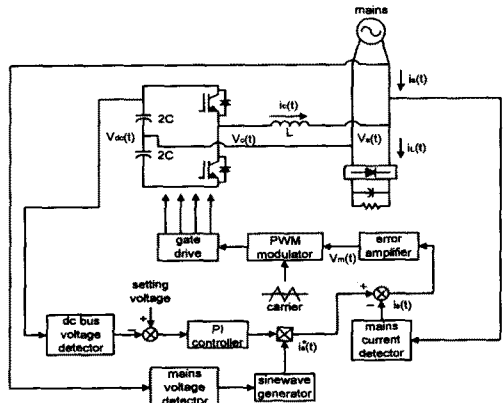 mains
is(t)
ic(t)
2C
L
Vdc(t)
Vo(t)
Vs(t)
iL(t)
2C
gate drive
PWM modulator
error amplifier
Vm(t)
setting voltage
carrier
+
+
is(t)
−
−
dc bus voltage detector
PI controller
is*(t)
mains current detector
mains voltage detector
sinewave generator